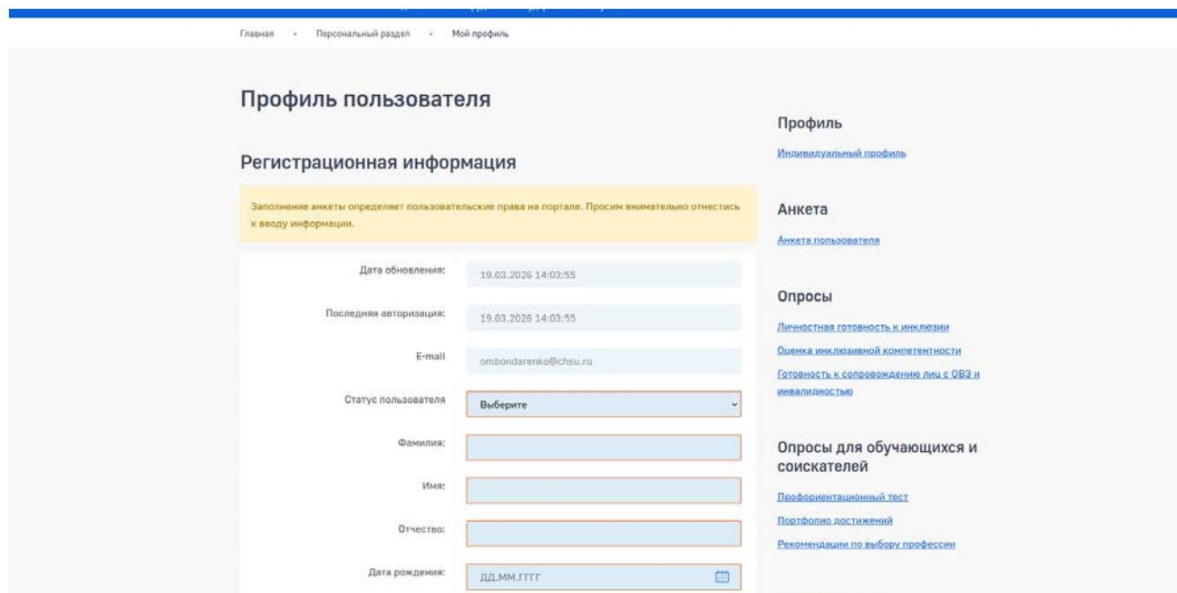 Главная › Персональный раздел › Мой профиль
Профиль пользователя
Регистрационная информация
Заполнение анкеты определяет пользовательские права на портале. Просим внимательно отнестись
к вводу информации.
Дата обновления: 19.03.2026 14:03:55
Последняя авторизация: 19.03.2026 14:03:55
E-mail ombondarenko@chsu.ru
Статус пользователя Выберите
Фамилия:
Имя:
Отчество:
Дата рождения: ДД.ММ.ГГГГ
Профиль
Индивидуальный профиль
Анкета
Анкета пользователя
Опросы
Личностная готовность к инклюзии
Оценка инклюзивной компетентности
Готовность к сопровождению лиц с ОВЗ и
инвалидностью
Опросы для обучающихся и
соискателей
Профориентационный тест
Портфолио достижений
Рекомендации по выбору профессии